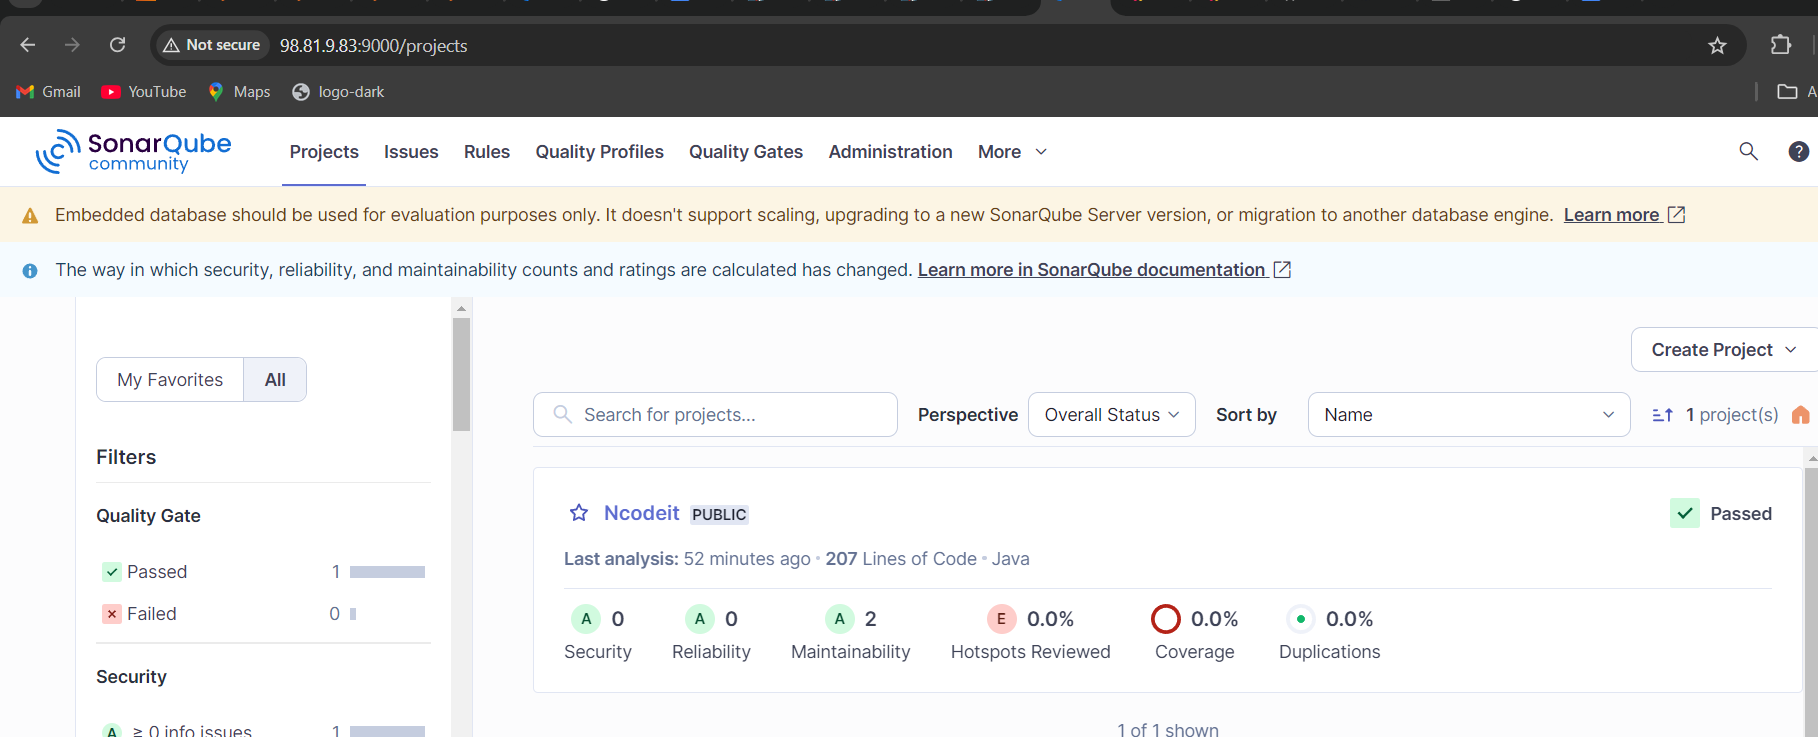 Not secure 98.81.9.83:9000/projects
Gmail YouTube Maps logo-dark A
SonarQube community
Projects Issues Rules Quality Profiles Quality Gates Administration More ?
Embedded database should be used for evaluation purposes only. It doesn't support scaling, upgrading to a new SonarQube Server version, or migration to another database engine. Learn more
The way in which security, reliability, and maintainability counts and ratings are calculated has changed. Learn more in SonarQube documentation
Create Project
My Favorites All
Search for projects... Perspective Overall Status Sort by Name 1 project(s)
Filters
Quality Gate
Passed 1
Failed 0
Security
A ≥ 0 info issues 1
Ncodeit PUBLIC Passed
Last analysis: 52 minutes ago • 207 Lines of Code • Java
A 0 A 0 A 2 E 0.0% 0.0% 0.0%
Security Reliability Maintainability Hotspots Reviewed Coverage Duplications
1 of 1 shown